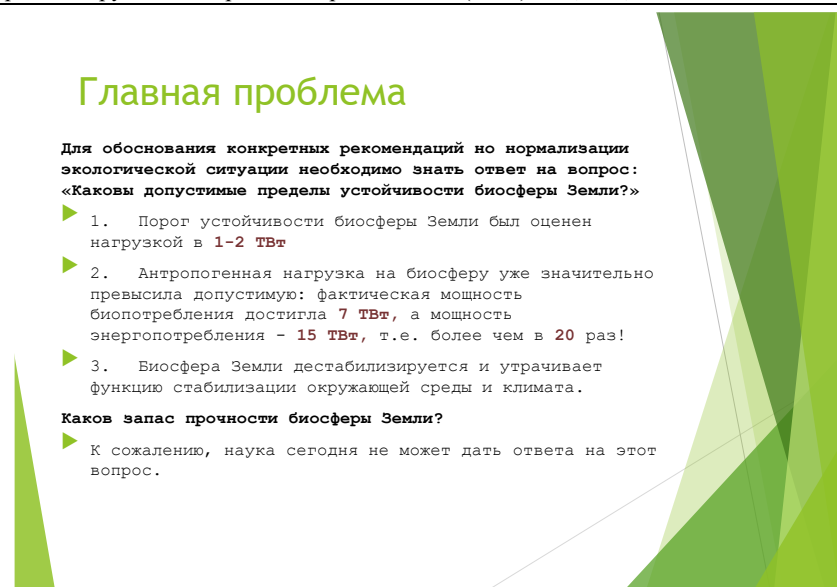 Главная проблема
Для обоснования конкретных рекомендаций но нормализации
экологической ситуации необходимо знать ответ на вопрос:
«Каковы допустимые пределы устойчивости биосферы Земли?»
1. Порог устойчивости биосферы Земли был оценен
нагрузкой в 1-2 ТВт
2. Антропогенная нагрузка на биосферу уже значительно
превысила допустимую: фактическая мощность
биопотребления достигла 7 ТВт, а мощность
энергопотребления - 15 ТВт, т.е. более чем в 20 раз!
3. Биосфера Земли дестабилизируется и утрачивает
функцию стабилизации окружающей среды и климата.
Каков запас прочности биосферы Земли?
К сожалению, наука сегодня не может дать ответа на этот
вопрос.